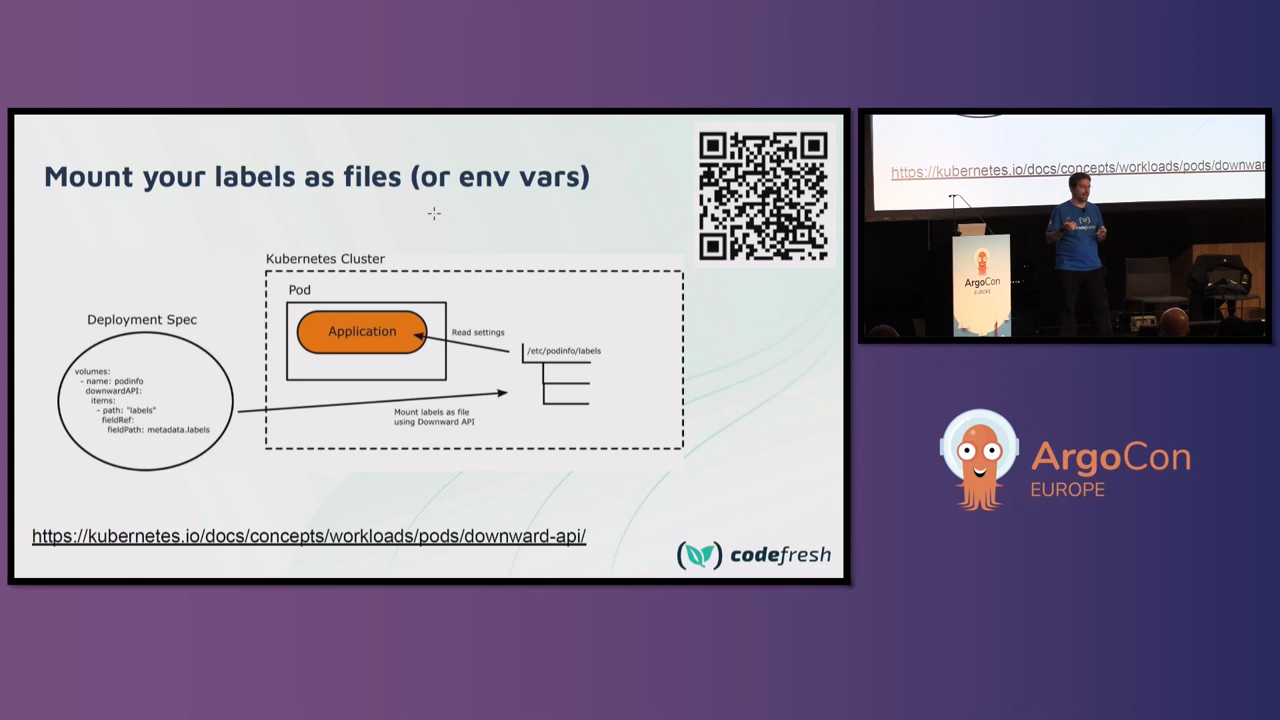 Mount your labels as files (or env vars)
Kubernetes Cluster
Pod
Application
Read settings
/etc/podinfo/labels
Deployment Spec
volumes:
- name: podinfo
downwardAPI:
items:
- path: "labels"
fieldRef:
fieldPath: metadata.labels
Mount labels as file
using Downward API
https://kubernetes.io/docs/concepts/workloads/pods/downward-api/
codefresh
https://kubernetes.io/docs/concepts/workloads/pods/downwar
ArgoCon
EUROPE
ArgoCon
EUROPE